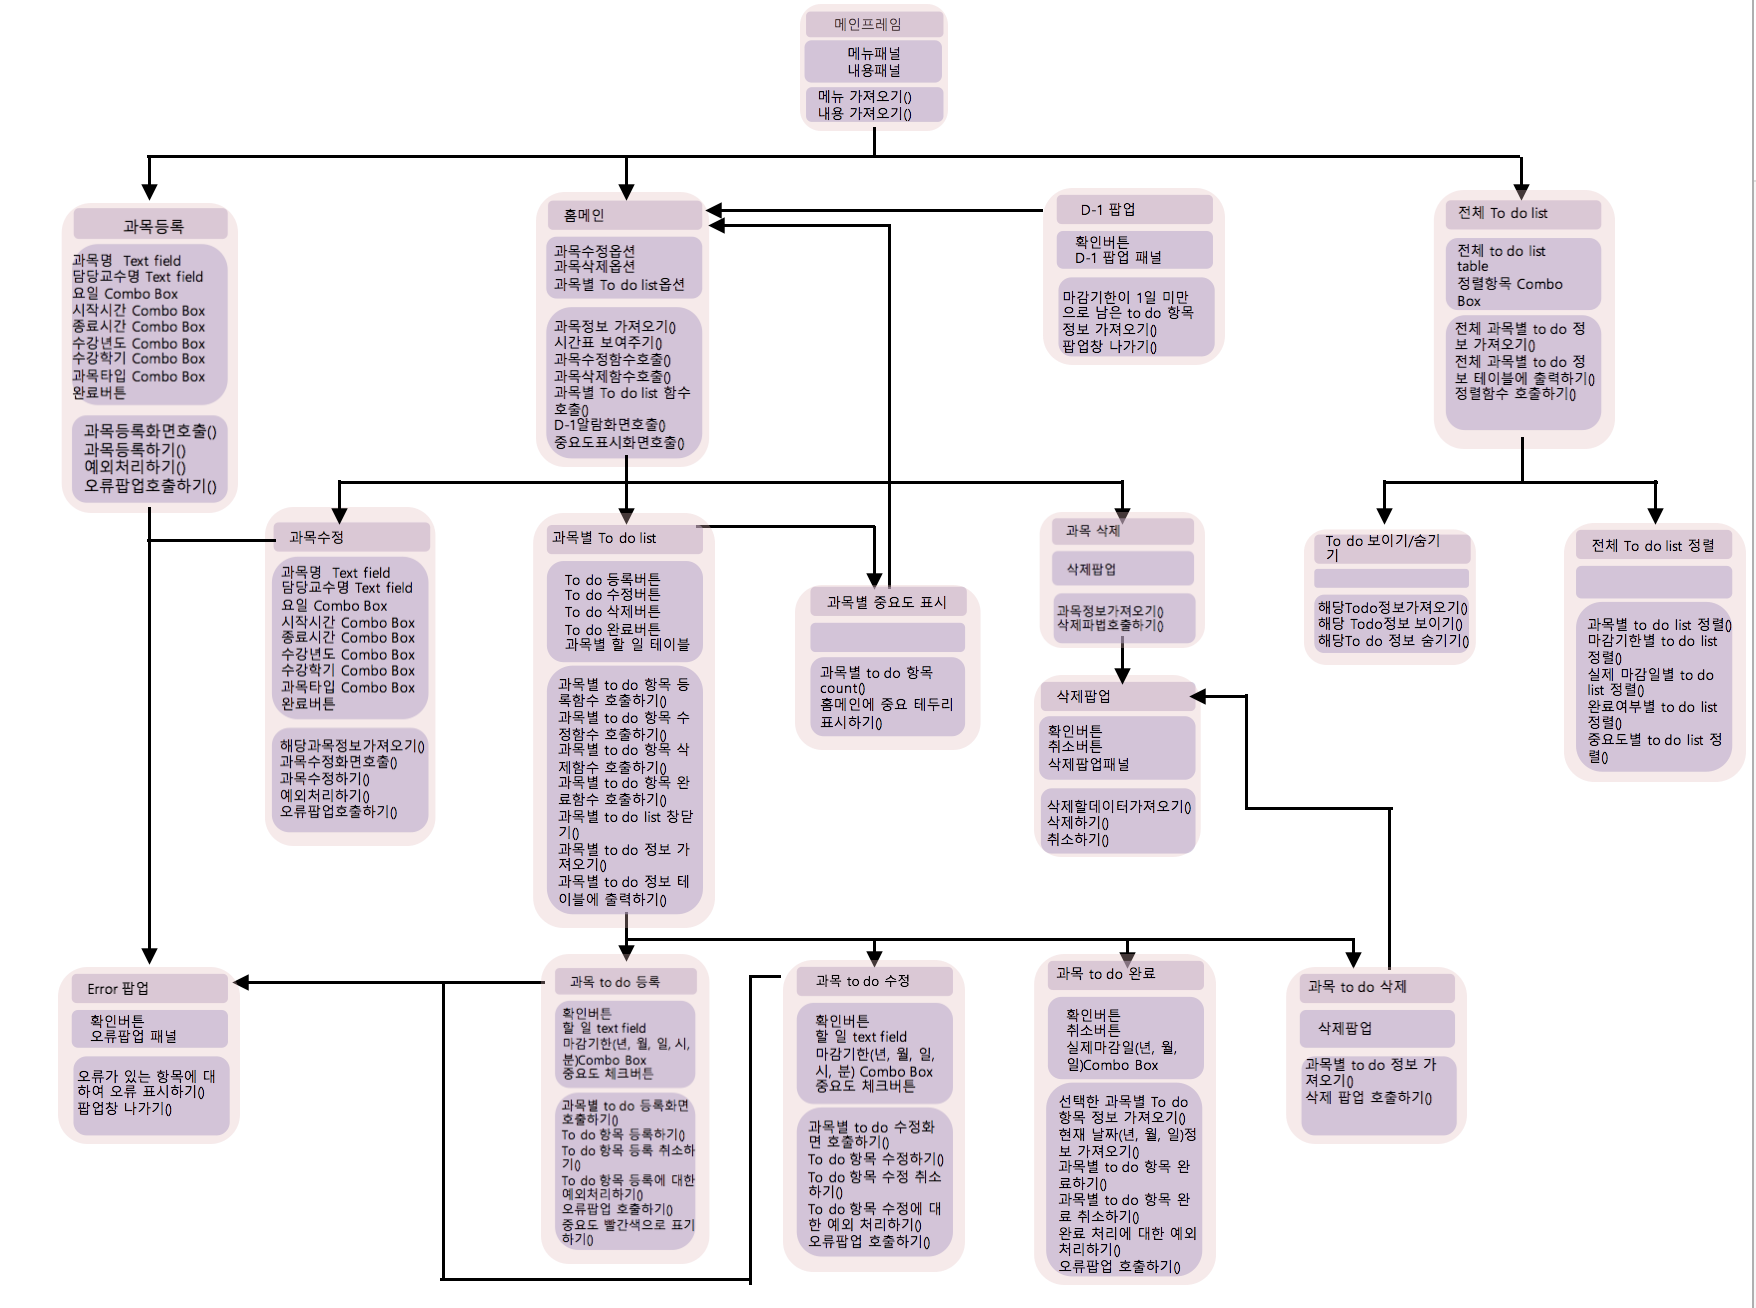 메인프레임
메뉴패널
내용패널
메뉴 가져오기()
내용 가져오기()
과목등록
과목명  Text field
담당교수명 Text field
요일 Combo Box
시작시간 Combo Box
종료시간 Combo Box
수강년도 Combo Box
수강학기 Combo Box
과목타입 Combo Box
완료버튼
과목등록화면호출()
과목등록하기()
예외처리하기()
오류팝업호출하기()
홈메인
과목수정옵션
과목삭제옵션
과목별 To do list옵션
과목정보 가져오기()
시간표 보여주기()
과목수정함수호출()
과목삭제함수호출()
과목별 To do list 함수
호출()
D-1알람화면호출()
중요도표시화면호출()
D-1 팝업
확인버튼
D-1 팝업 패널
마감기한이 1일 미만
으로 남은 to do 항목
정보 가져오기()
팝업창 나가기()
전체 To do list
전체 to do list
table
정렬항목 Combo
Box
전체 과목별 to do 정
보 가져오기()
전체 과목별 to do 정
보 테이블에 출력하기()
정렬함수 호출하기()
과목수정
과목명  Text field
담당교수명 Text field
요일 Combo Box
시작시간 Combo Box
종료시간 Combo Box
수강년도 Combo Box
수강학기 Combo Box
과목타입 Combo Box
완료버튼
해당과목정보가져오기()
과목수정화면호출()
과목수정하기()
예외처리하기()
오류팝업호출하기()
과목별 To do list
To do 등록버튼
To do 수정버튼
To do 삭제버튼
To do 완료버튼
과목별 할 일 테이블
과목별 to do 항목 등
록함수 호출하기()
과목별 to do 항목 수
정함수 호출하기()
과목별 to do 항목 삭
제함수 호출하기()
과목별 to do 항목 완
료함수 호출하기()
과목별 to do list 창닫
기()
과목별 to do 정보 가
져오기()
과목별 to do 정보 테
이블에 출력하기()
과목별 중요도 표시
과목별 to do 항목
count()
홈메인에 중요 테두리
표시하기()
과목 삭제
삭제팝업
과목정보가져오기()
삭제파법호출하기()
삭제팝업
확인버튼
취소버튼
삭제팝업패널
삭제할데이터가져오기()
삭제하기()
취소하기()
To do 보이기/숨기
기
해당Todo정보가져오기()
해당 Todo정보 보이기()
해당To do 정보 숨기기()
전체 To do list 정렬
과목별 to do list 정렬()
마감기한별 to do list
정렬()
실제 마감일별 to do
list 정렬()
완료여부별 to do list
정렬()
중요도별 to do list 정
렬()
Error 팝업
확인버튼
오류팝업 패널
오류가 있는 항목에 대
하여 오류 표시하기()
팝업창 나가기()
과목 to do 등록
확인버튼
할 일 text field
마감기한(년, 월, 일, 시,
분)Combo Box
중요도 체크버튼
과목별 to do 등록화면
호출하기()
To do 항목 등록하기()
To do 항목 등록 취소하
기()
To do 항목 등록에 대한
예외처리하기()
오류팝업 호출하기()
중요도 빨간색으로 표기
하기()
과목 to do 수정
확인버튼
할 일 text field
마감기한(년, 월, 일,
시, 분) Combo Box
중요도 체크버튼
과목별 to do 수정화
면 호출하기()
To do 항목 수정하기()
To do 항목 수정 취소
하기()
To do 항목 수정에 대
한 예외 처리하기()
오류팝업 호출하기()
과목 to do 완료
확인버튼
취소버튼
실제마감일(년, 월,
일)Combo Box
선택한 과목별 To do
항목 정보 가져오기()
현재 날짜(년, 월, 일)정
보 가져오기()
과목별 to do 항목 완
료하기()
과목별 to do 항목 완
료 취소하기()
완료 처리에 대한 예외
처리하기()
오류팝업 호출하기()
과목 to do 삭제
삭제팝업
과목별 to do 정보 가
져오기()
삭제 팝업 호출하기()